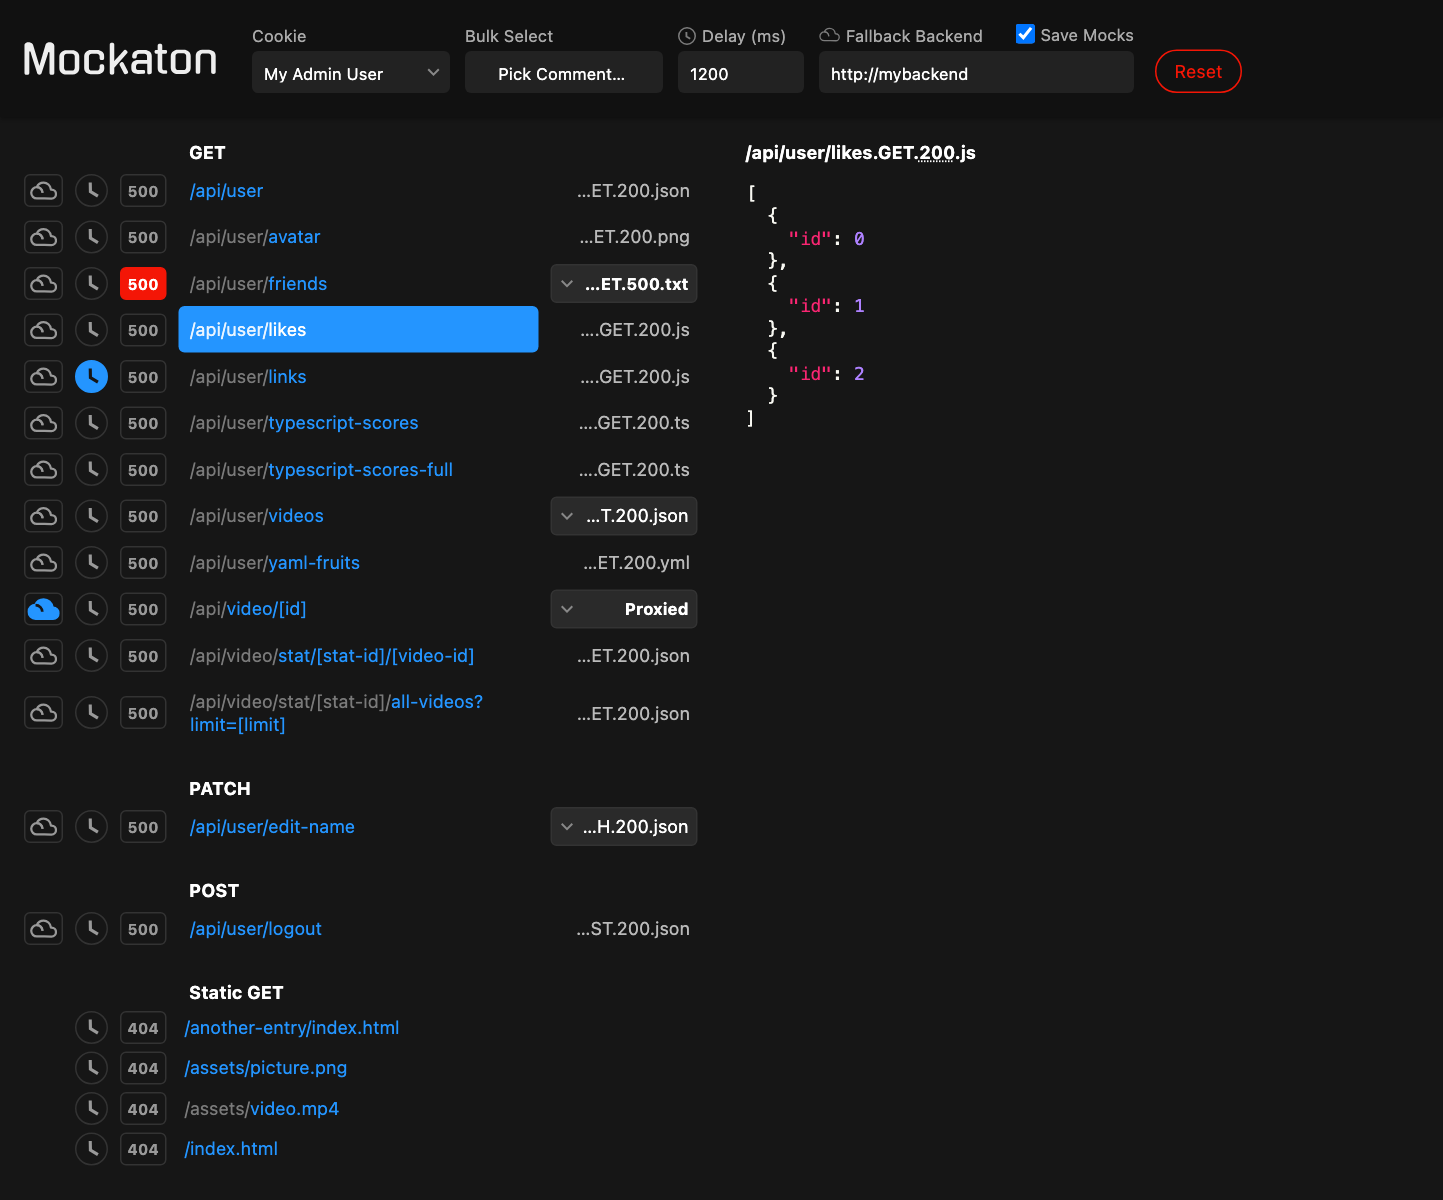 Mockaton
Cookie
My Admin User
Bulk Select
Pick Comment...
Delay (ms)
1200
Fallback Backend
http://mybackend
Save Mocks
Reset
GET
500 /api/user ...ET.200.json
500 /api/user/avatar ...ET.200.png
500 /api/user/friends ...ET.500.txt
500 /api/user/likes ....GET.200.js
500 /api/user/links ....GET.200.js
500 /api/user/typescript-scores ....GET.200.ts
500 /api/user/typescript-scores-full ....GET.200.ts
500 /api/user/videos ...T.200.json
500 /api/user/yaml-fruits ...ET.200.yml
500 /api/video/[id] Proxied
500 /api/video/stat/[stat-id]/[video-id] ...ET.200.json
500 /api/video/stat/[stat-id]/all-videos? ...ET.200.json
limit=[limit]
PATCH
500 /api/user/edit-name ...H.200.json
POST
500 /api/user/logout ...ST.200.json
Static GET
404 /another-entry/index.html
404 /assets/picture.png
404 /assets/video.mp4
404 /index.html
/api/user/likes.GET.200.js
[
{
"id": 0
},
{
"id": 1
},
{
"id": 2
}
]